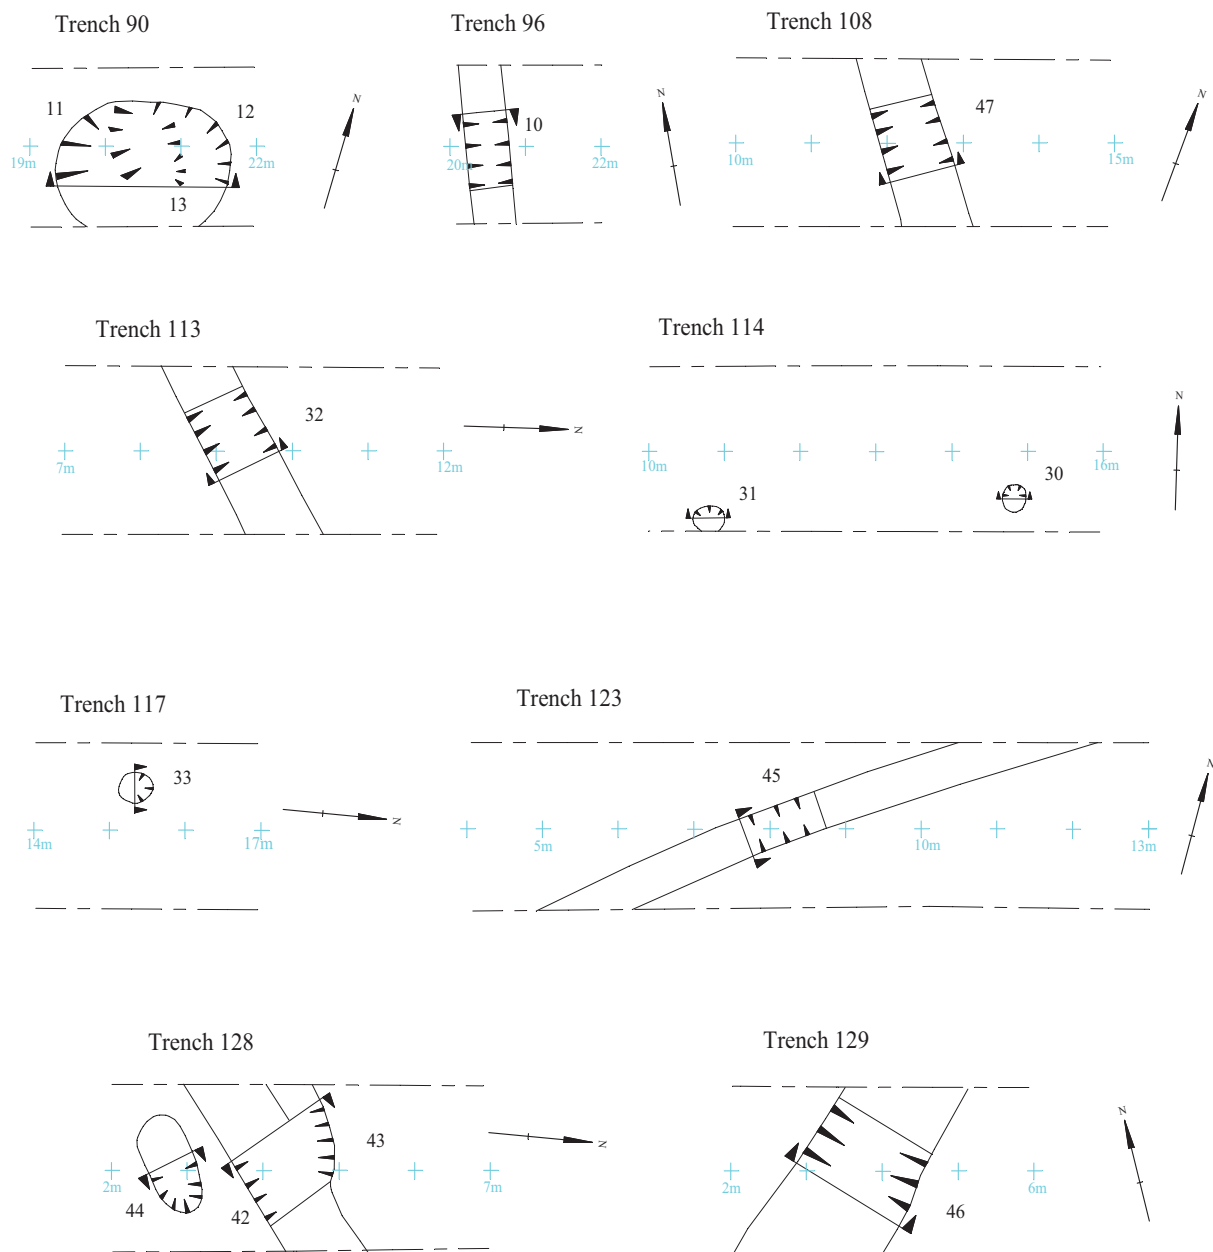 Trench 90
Trench 96
Trench 108
11
12
N
19m
22m
13
10
20m
22m
N
47
10m
15m
N
Trench 113
Trench 114
32
7m
12m
N
31
30
10m
16m
N
Trench 117
Trench 123
33
14m
17m
N
45
5m
10m
13m
N
Trench 128
Trench 129
43
44
42
2m
7m
N
2m
6m
46
N